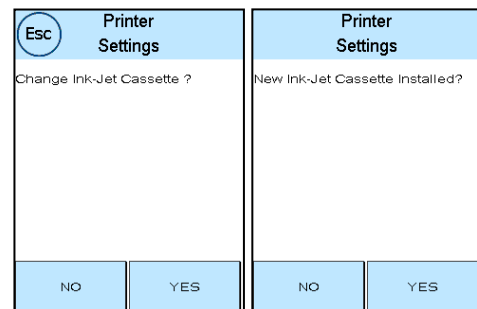 Esc
Printer
Settings
Change Ink-Jet Cassette ?
NO
YES
Printer
Settings
New Ink-Jet Cassette Installed?
NO
YES